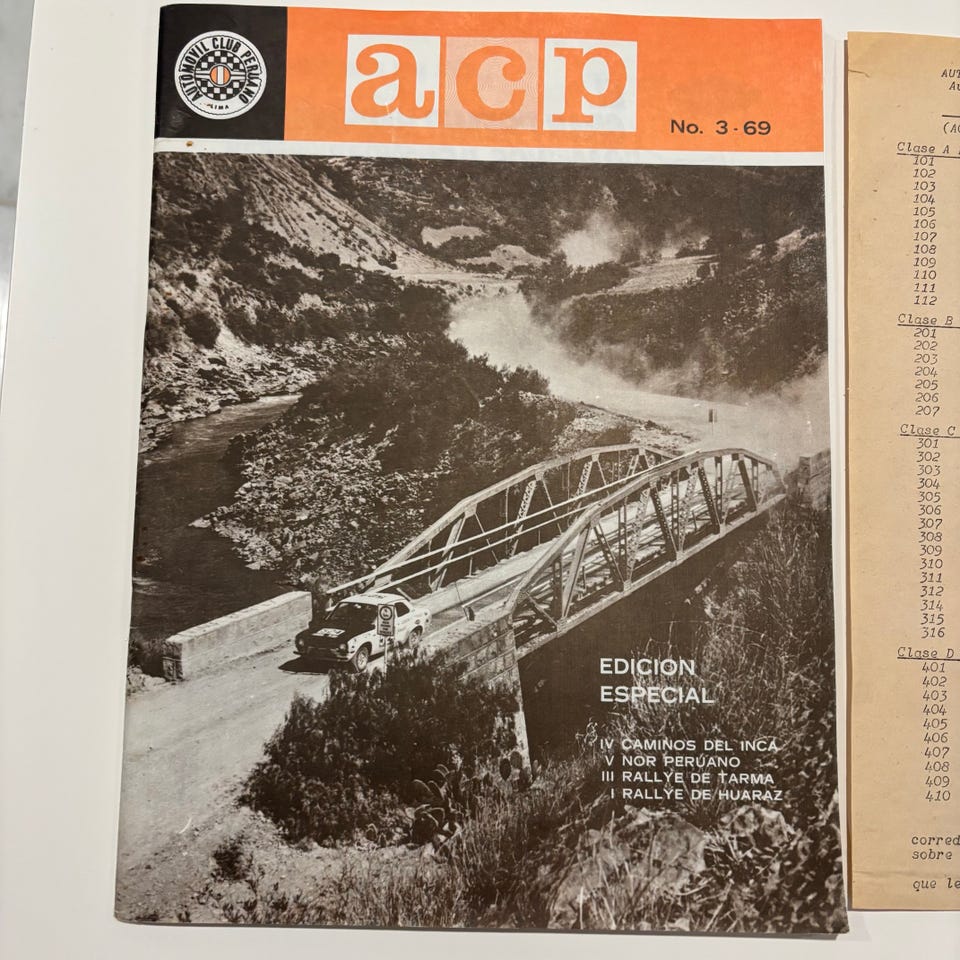 AUTOMOVIL CLUB PERUANO
LIMA
acp
No. 3-69
EDICION
ESPECIAL
IV CAMINOS DEL INCA
V NOR PERUANO
III RALLYE DE TARMA
I RALLYE DE HUARAZ
Clase A
101
102
103
104
105
106
107
108
109
110
111
112
Clase B
201
202
203
204
205
206
207
Clase C
301
302
303
304
305
306
307
308
309
310
311
312
314
315
316
Clase D
401
402
403
404
405
406
407
408
409
410
sobre
que